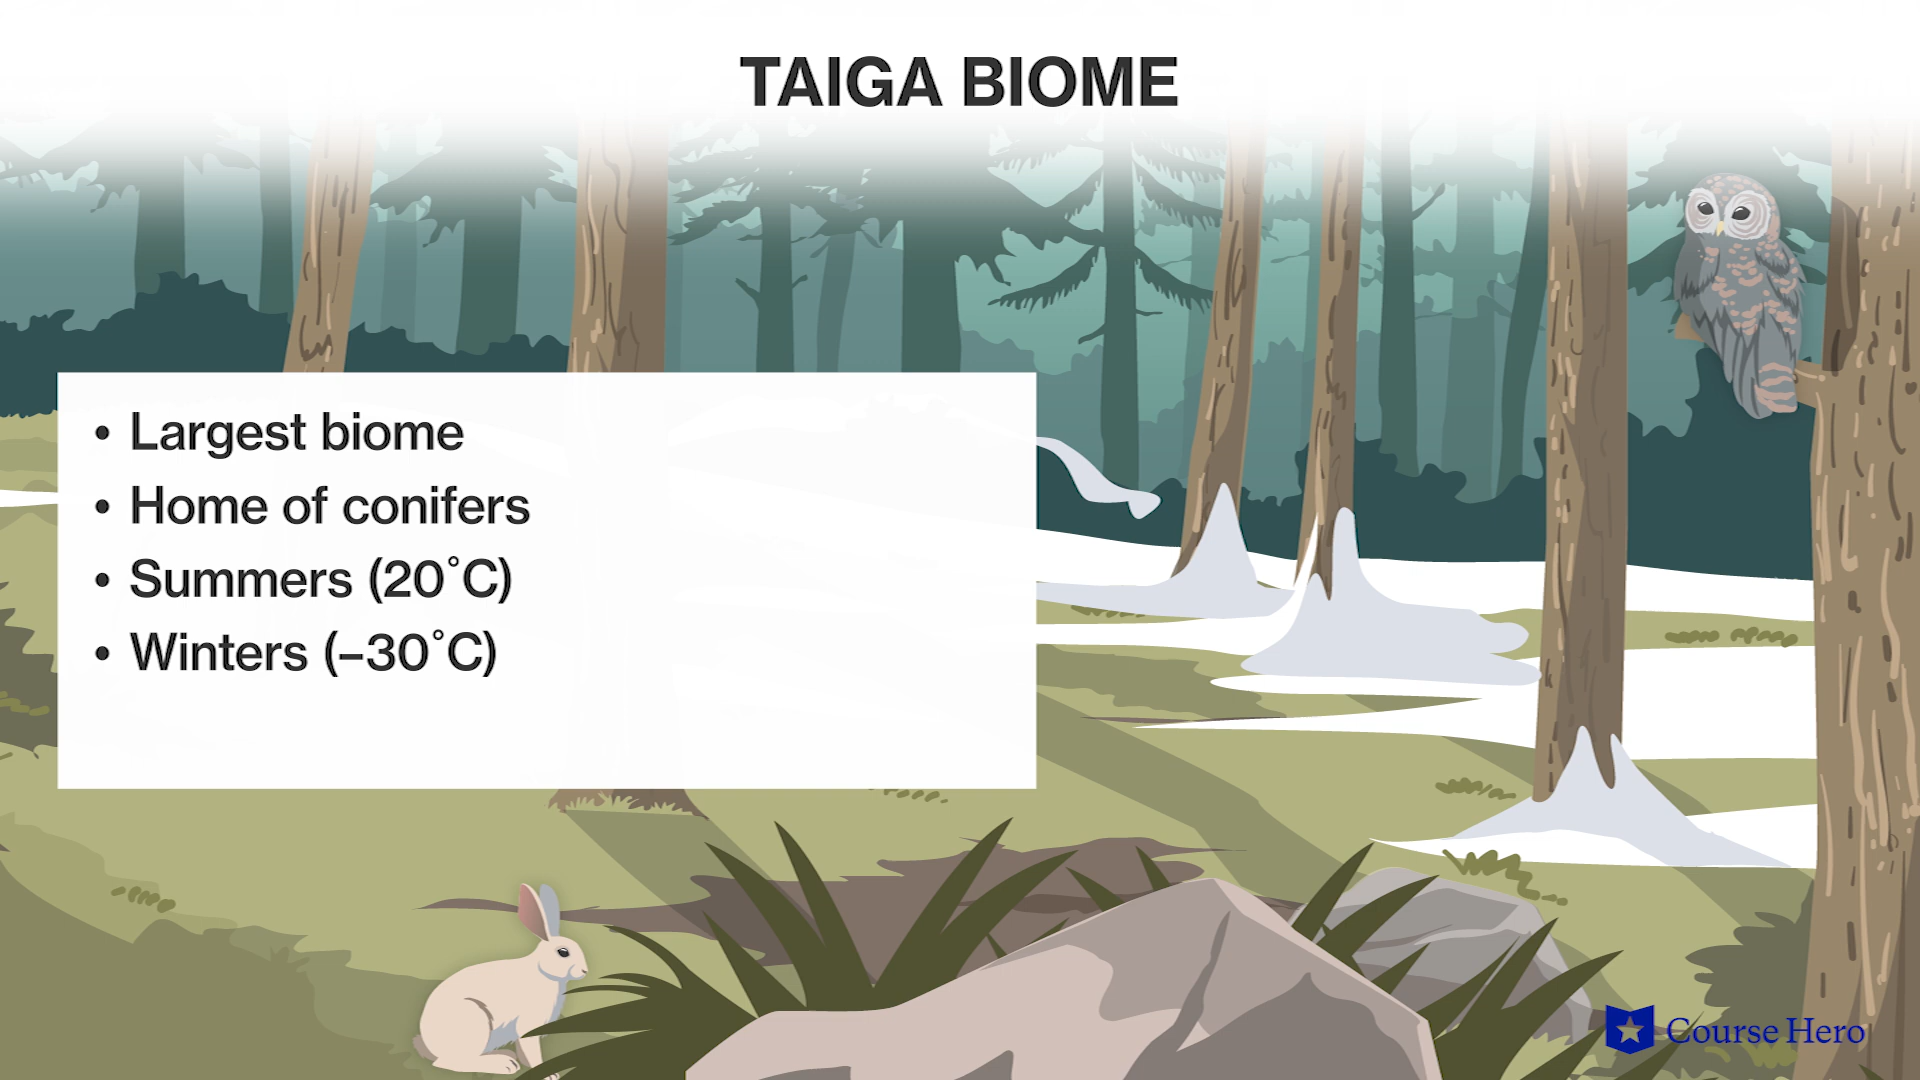 TAIGA BIOME
• Largest biome
• Home of conifers
• Summers (20˚C)
• Winters (–30˚C)
Course Hero